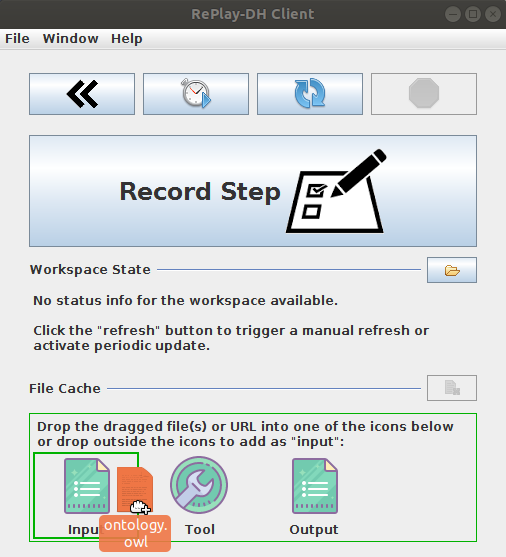 RePlay-DH Client
File Window Help
Record Step
Workspace State
No status info for the workspace available.
Click the "refresh" button to trigger a manual refresh or
activate periodic update.
File Cache
Drop the dragged file(s) or URL into one of the icons below
or drop outside the icons to add as "input":
Input Tool Output
ontology.
owl